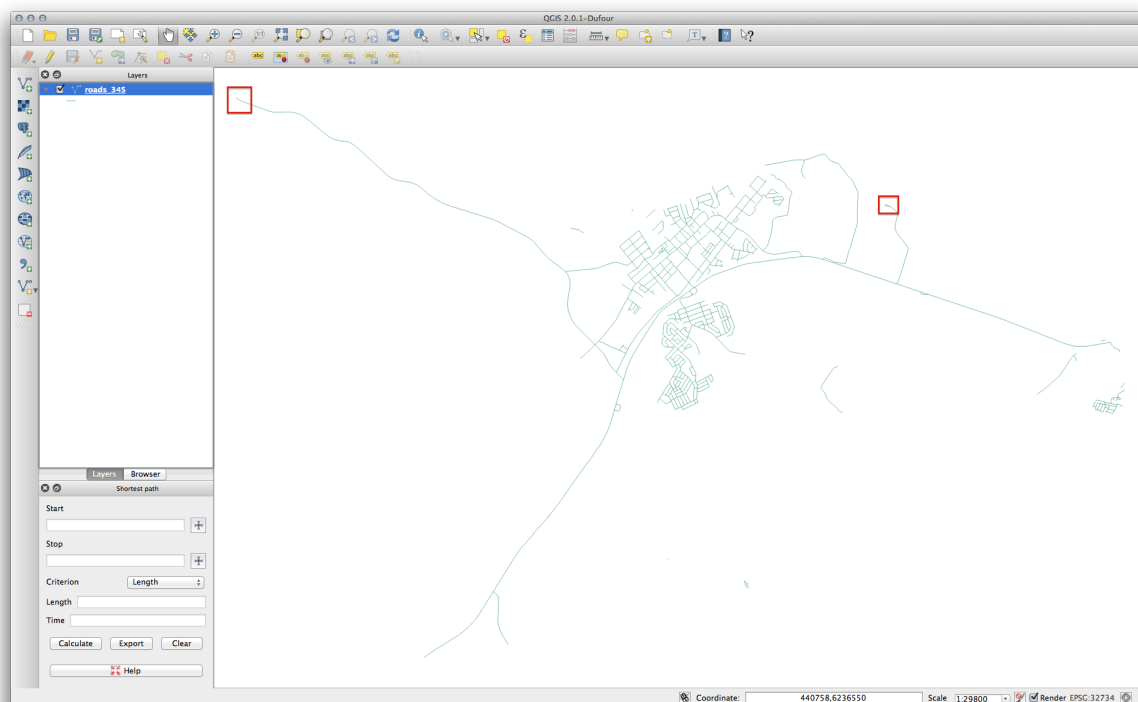 QGIS 2.0.1-Dufour
Layers
roads_345
Layers Browser
Shortest path
Start
Stop
Criterion Length
Length
Time
Calculate Export Clear
Help
Coordinate: 440758,6236550 Scale 1:29800 Render EPSG:32734